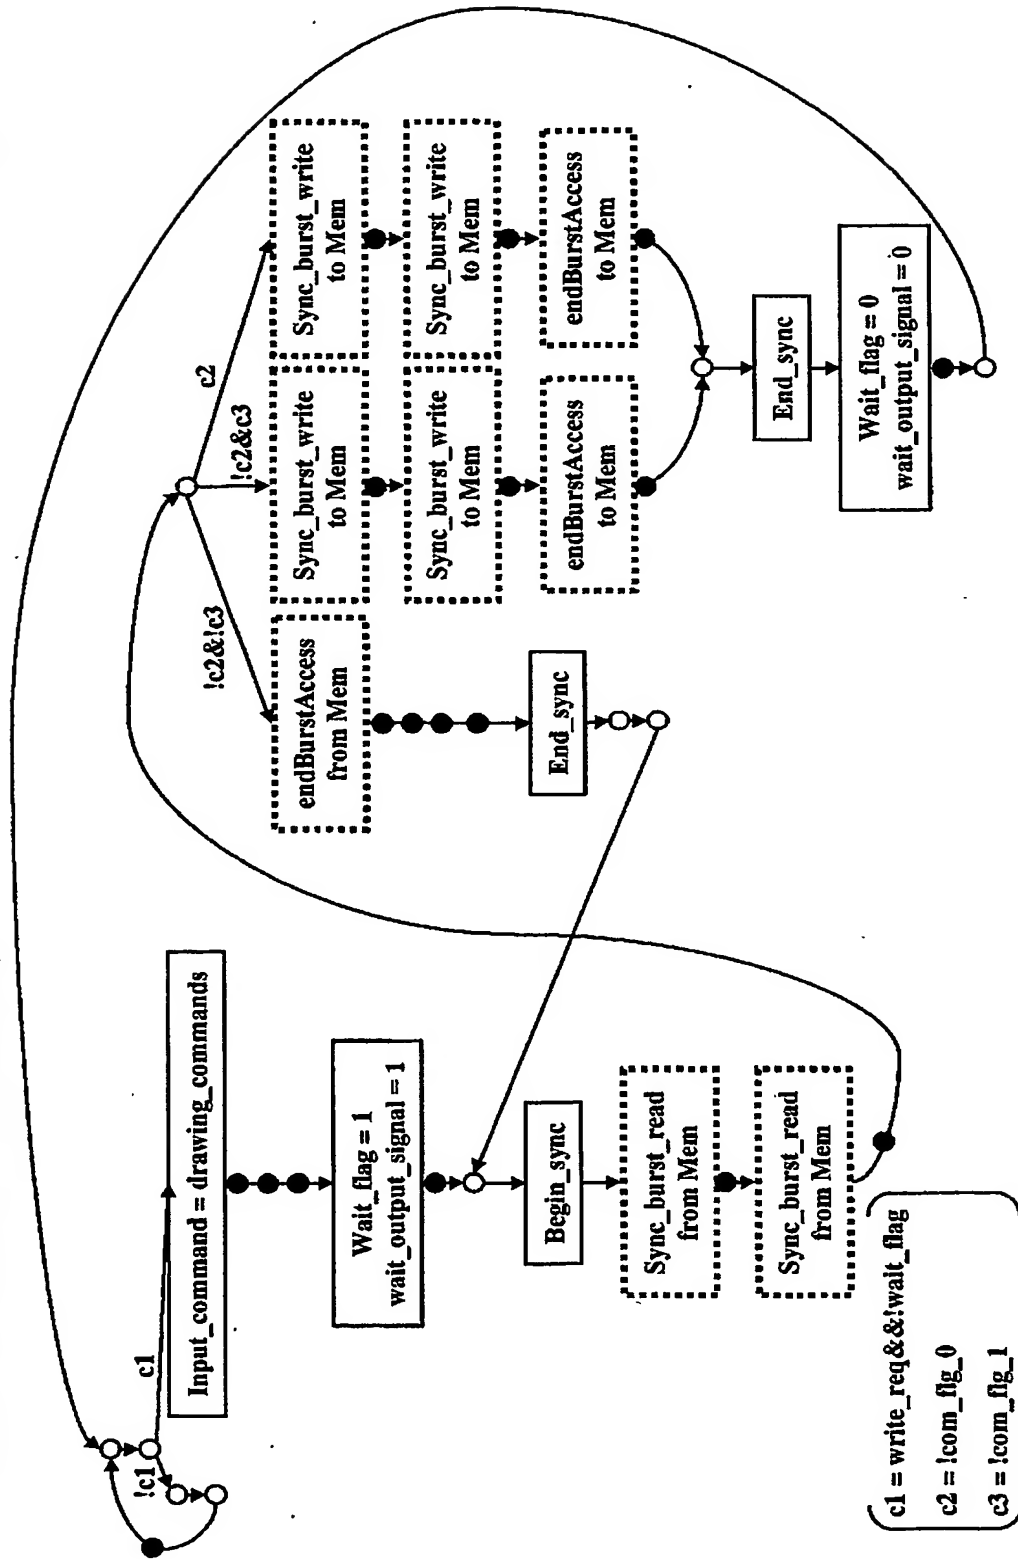 !c1
c1
Input_command = drawing_commands
Wait_flag = 1
wait_output_signal = 1
Begin_sync
Sync_burst_read
from Mem
Sync_burst_read
from Mem
c1 = write_req&&!wait_flag
c2 = !com_flg_0
c3 = !com_flg_1
!c2&!c3
endBurstAccess
from Mem
End_sync
!c2&c3
Sync_burst_write
to Mem
Sync_burst_write
to Mem
endBurstAccess
to Mem
c2
Sync_burst_write
to Mem
Sync_burst_write
to Mem
endBurstAccess
to Mem
End_sync
Wait_flag = 0
wait_output_signal = 0